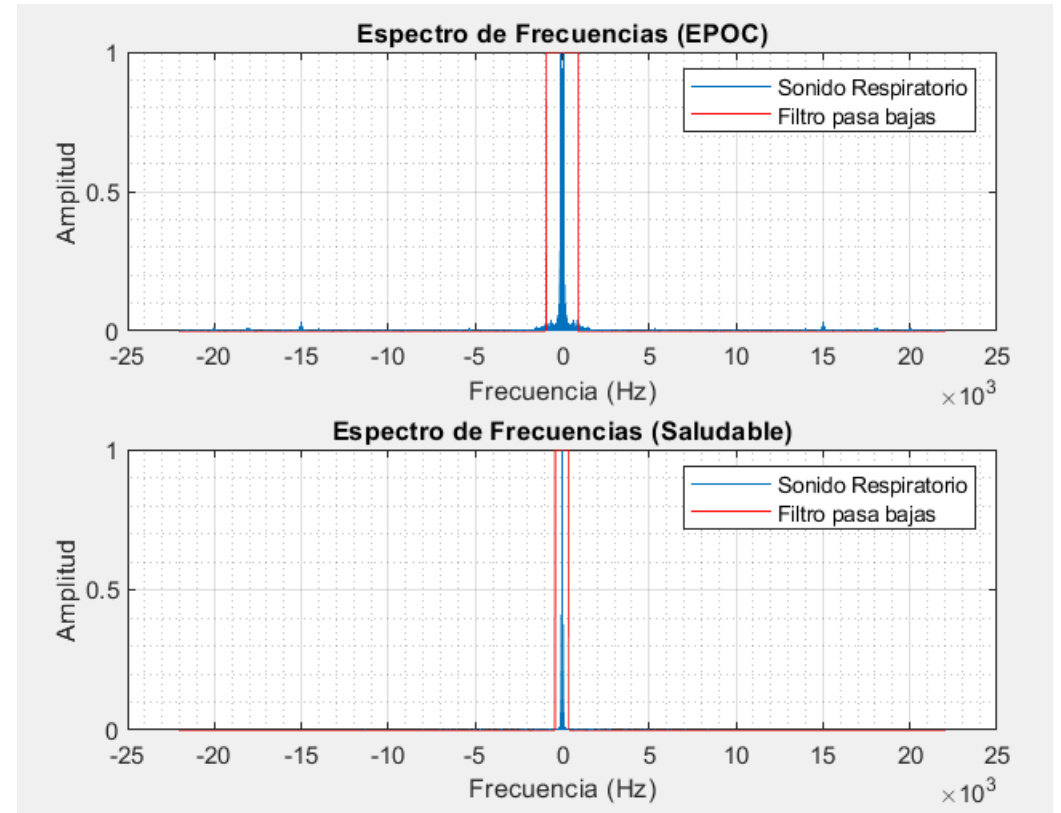 Espectro de Frecuencias (EPOC)
1
0.5
0
Amplitud
Sonido Respiratorio
Filtro pasa bajas
-25 -20 -15 -10 -5 0 5 10 15 20 25
Frecuencia (Hz)
×10³
Espectro de Frecuencias (Saludable)
1
0.5
0
Amplitud
Sonido Respiratorio
Filtro pasa bajas
-25 -20 -15 -10 -5 0 5 10 15 20 25
Frecuencia (Hz)
×10³